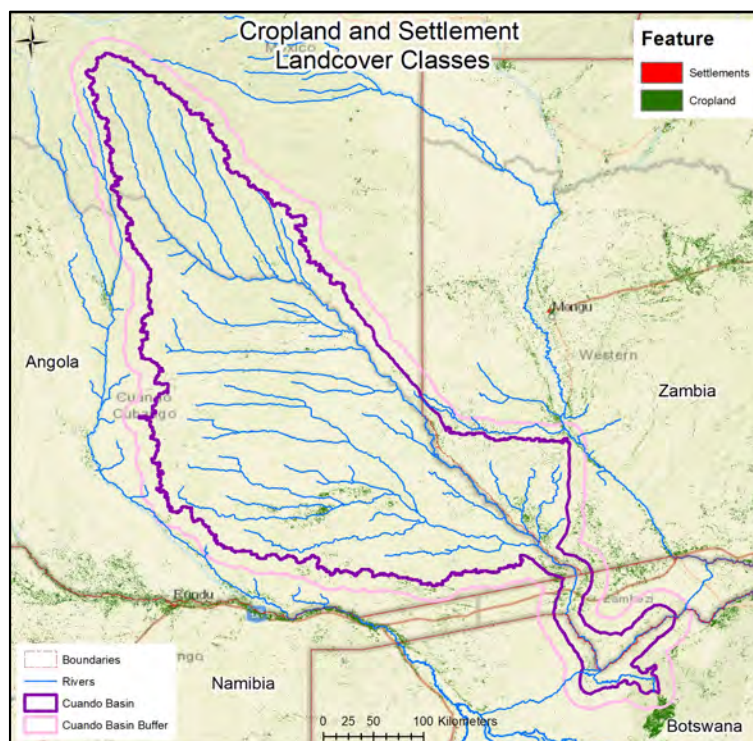 N
Cropland and Settlement
Landcover Classes
Feature
Settlements
Cropland
Mongu
Western
Angola
Zambia
Cuando
Cubango
Rundu
Zambezi
Boundaries
Rivers
Cuando Basin
Cuando Basin Buffer
Namibia
0 25 50 100 Kilometers
Botswana